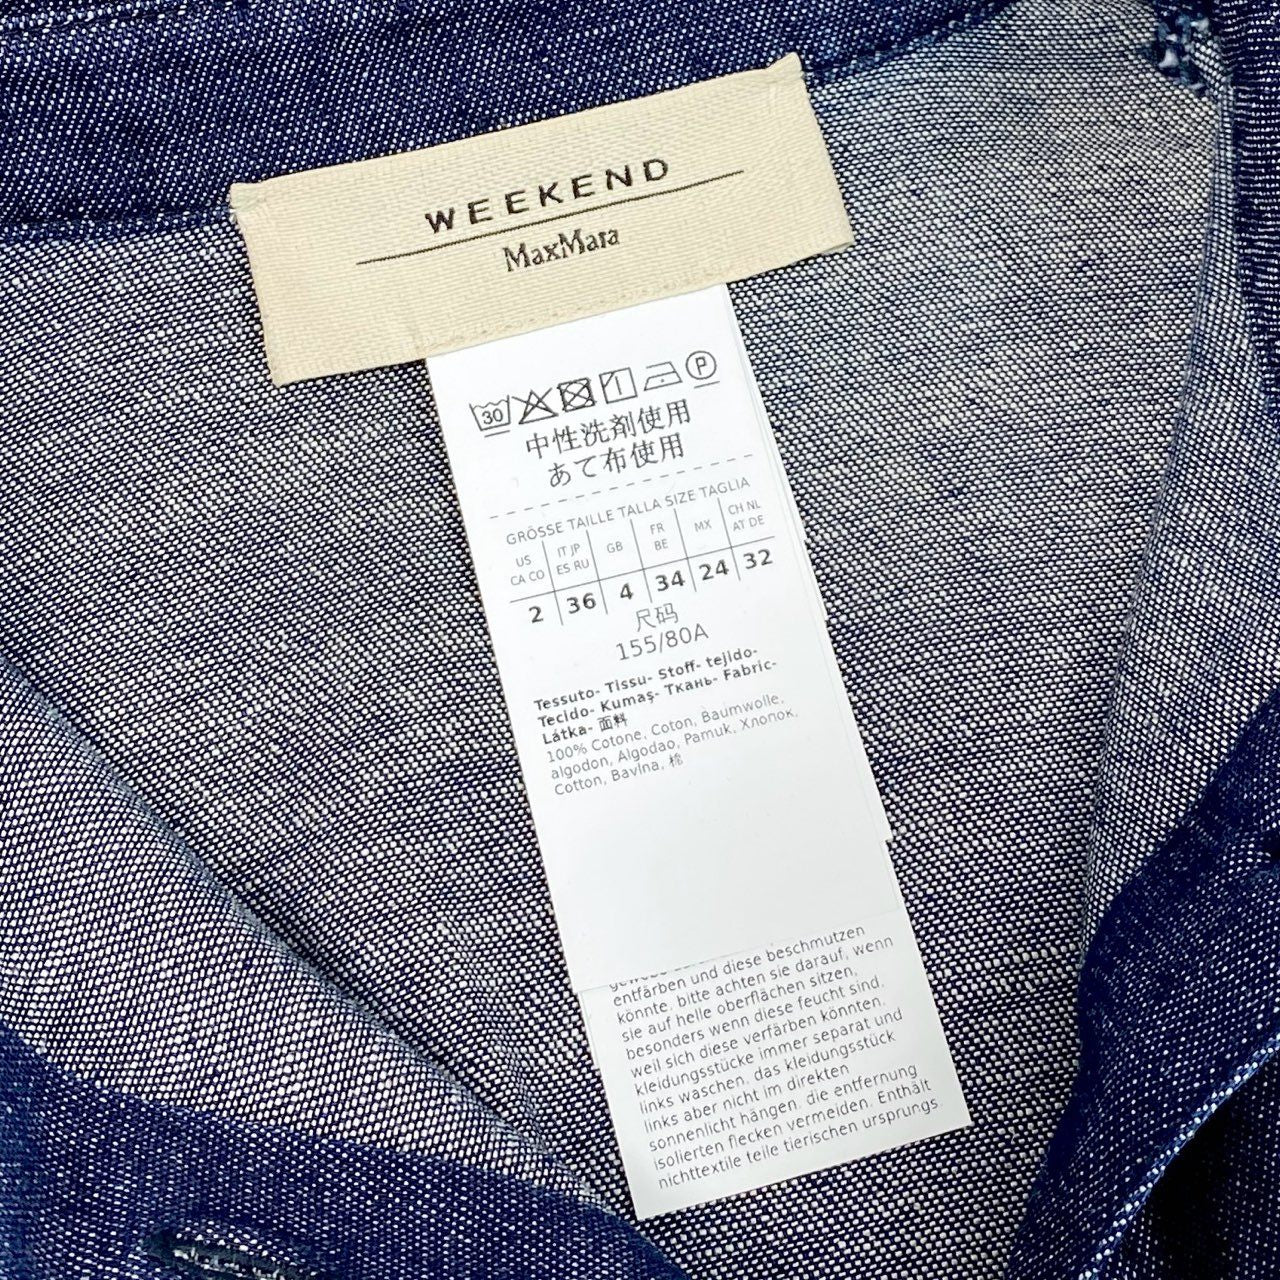 WEEKEND
MaxMara
30 P
中性洗剤使用
あて布使用
GRÖSSE TAILLE TALLA SIZE TAGLIA
US IT JP GB FR MX CH NL
CA CO ES RU BE AT DE
2 36 4 34 24 32
尺码
155/80A
Tessuto- Tissu- Stoff- tejido-
Tecido- Kumaş- Ткань- Fabric-
Látka- 面料
100% Cotone, Coton, Baumwolle,
algodon, Algodao, Pamuk, Хлопок,
Cotton, Bavlna, 棉
entfärben und diese beschmutzen
könnte. bitte achten sie darauf, wenn
sie auf helle oberflächen sitzen,
besonders wenn diese feucht sind,
weil sich diese verfärben könnten.
kleidungsstücke immer separat und
links waschen. das kleidungsstück
links aber nicht im direkten
sonnenlicht hängen. die entfernung
isolierten flecken vermeiden. Enthält
nichttextile teile tierischen ursprungs.